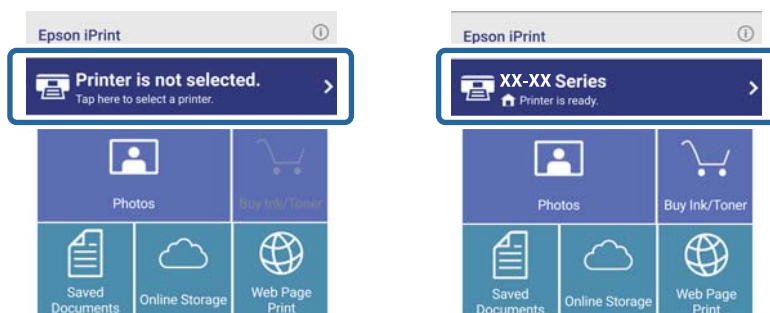 Epson iPrint
Printer is not selected.
Tap here to select a printer.
Photos
Buy Ink/Toner
Saved
Documents
Online Storage
Web Page
Print
Epson iPrint
XX-XX Series
Printer is ready.
Photos
Buy Ink/Toner
Saved
Documents
Online Storage
Web Page
Print